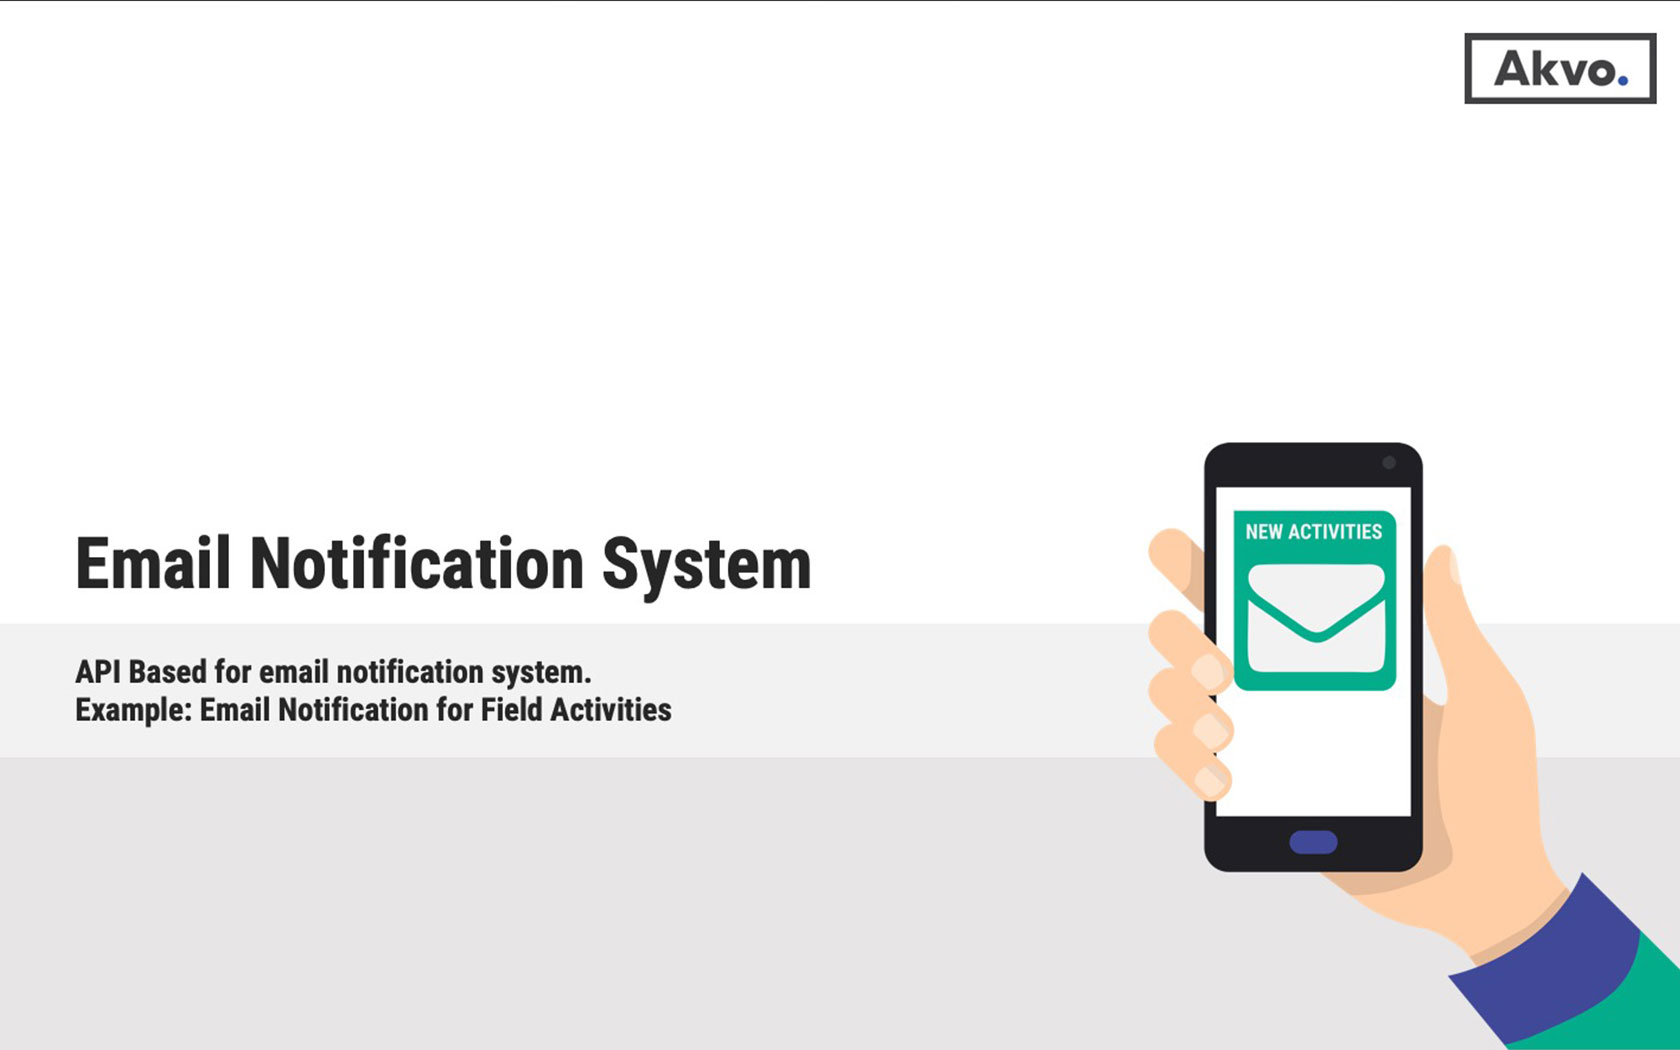 Akvo.
Email Notification System
API Based for email notification system.
Example: Email Notification for Field Activities
NEW ACTIVITIES